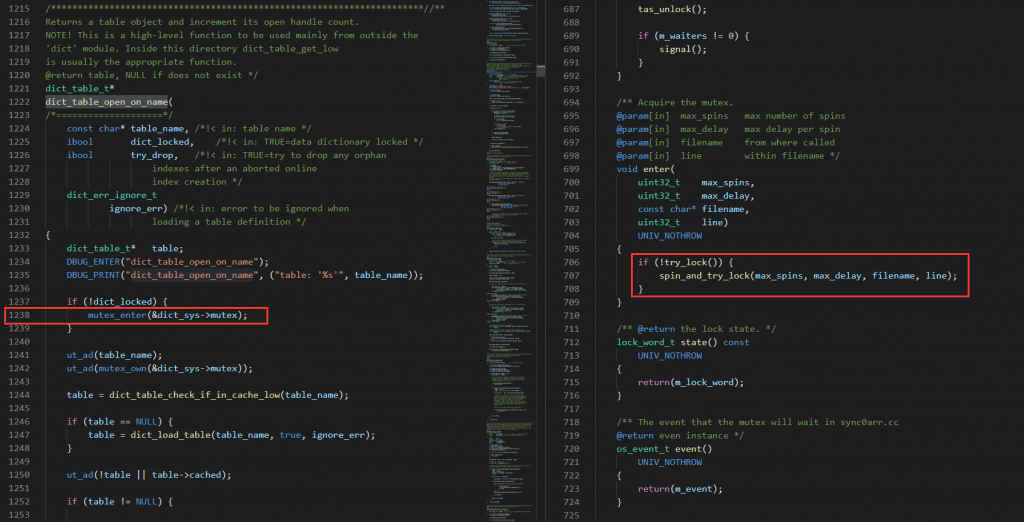 1215 /*********************************************************************//**
1216 Returns a table object and increment its open handle count.
1217 NOTE! This is a high-level function to be used mainly from outside the
1218 'dict' module. Inside this directory dict_table_get_low
1219 is usually the appropriate function.
1220 @return table, NULL if does not exist */
1221 dict_table_t*
1222 dict_table_open_on_name(
1223 /*====================*/
1224 const char* table_name, /*!< in: table name */
1225 ibool dict_locked, /*!< in: TRUE=data dictionary locked */
1226 ibool try_drop, /*!< in: TRUE=try to drop any orphan
1227 indexes after an aborted online
1228 index creation */
1229 dict_err_ignore_t
1230 ignore_err) /*!< in: error to be ignored when
1231 loading a table definition */
1232 {
1233 dict_table_t* table;
1234 DBUG_ENTER("dict_table_open_on_name");
1235 DBUG_PRINT("dict_table_open_on_name", ("table: '%s'", table_name));
1236
1237 if (!dict_locked) {
1238 mutex_enter(&dict_sys->mutex);
1239 }
1240
1241 ut_ad(table_name);
1242 ut_ad(mutex_own(&dict_sys->mutex));
1243
1244 table = dict_table_check_if_in_cache_low(table_name);
1245
1246 if (table == NULL) {
1247 table = dict_load_table(table_name, true, ignore_err);
1248 }
1249
1250 ut_ad(!table || table->cached);
1251
1252 if (table != NULL) {
1253
687 tas_unlock();
688
689 if (m_waiters != 0) {
690 signal();
691 }
692 }
693
694 /** Acquire the mutex.
695 @param[in] max_spins max number of spins
696 @param[in] max_delay max delay per spin
697 @param[in] filename from where called
698 @param[in] line within filename */
699 void enter(
700 uint32_t max_spins,
701 uint32_t max_delay,
702 const char* filename,
703 uint32_t line)
704 UNIV_NOTHROW
705 {
706 if (!try_lock()) {
707 spin_and_try_lock(max_spins, max_delay, filename, line);
708 }
709 }
710
711 /** @return the lock state. */
712 lock_word_t state() const
713 UNIV_NOTHROW
714 {
715 return(m_lock_word);
716 }
717
718 /** The event that the mutex will wait in sync0arr.cc
719 @return even instance */
720 os_event_t event()
721 UNIV_NOTHROW
722 {
723 return(m_event);
724 }
725